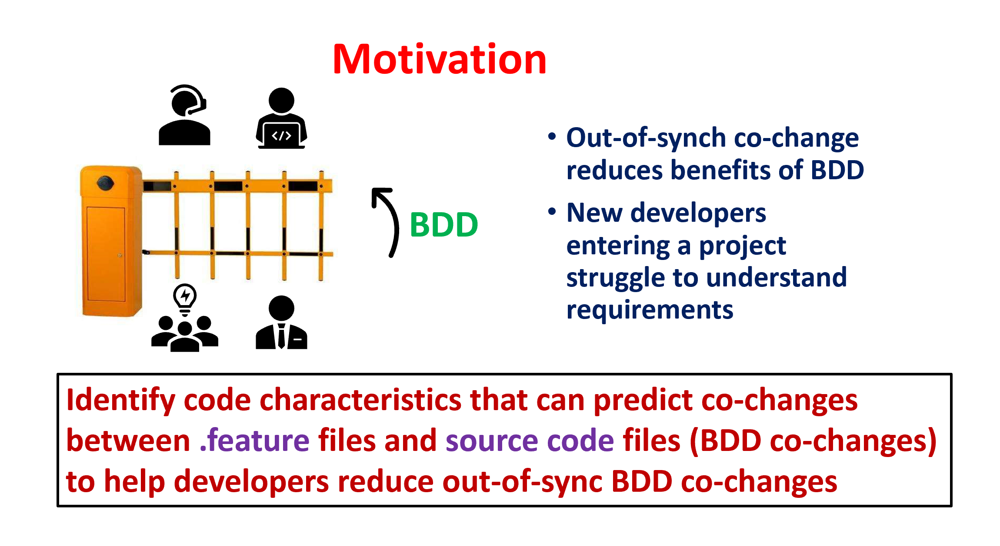 Motivation
</>
BDD
• Out-of-synch co-change
reduces benefits of BDD
• New developers
entering a project
struggle to understand
requirements
Identify code characteristics that can predict co-changes
between .feature files and source code files (BDD co-changes)
to help developers reduce out-of-sync BDD co-changes